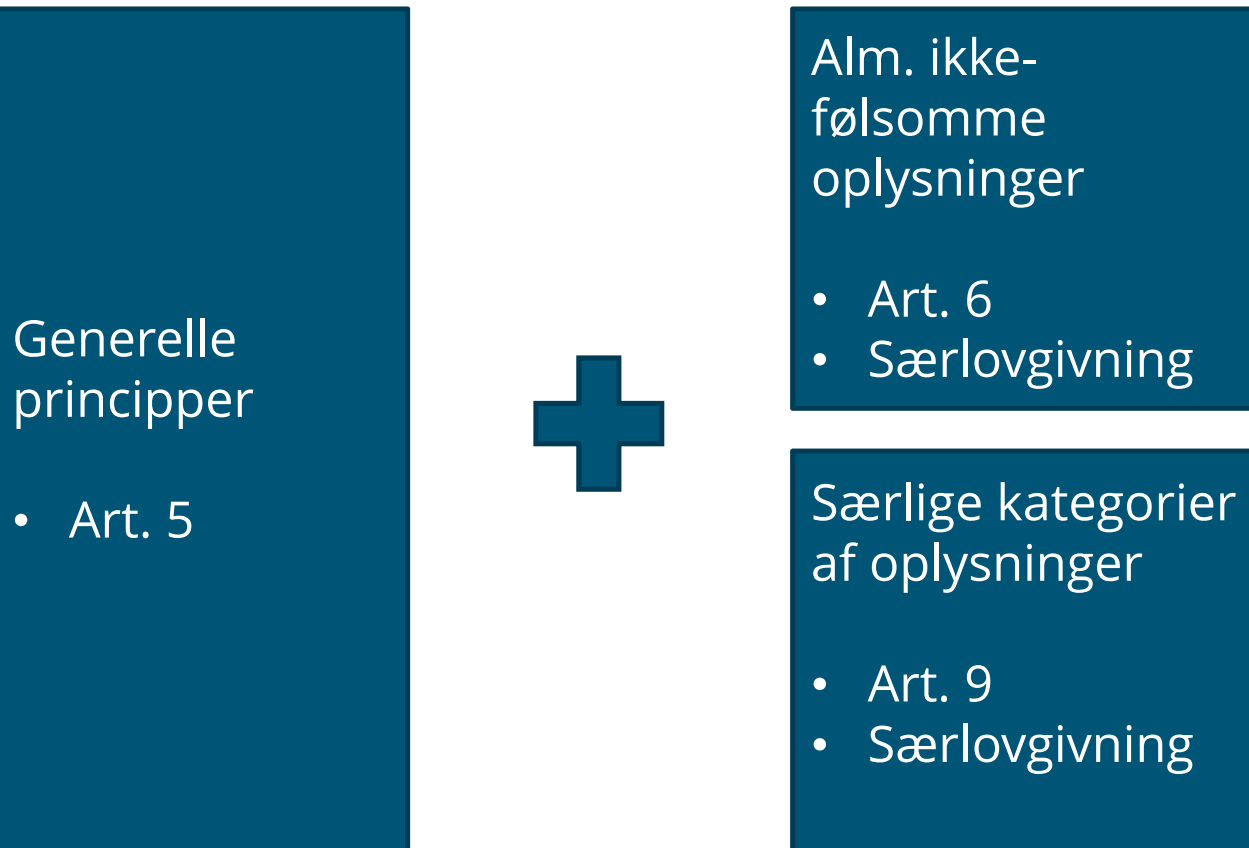 Generelle
principper
• Art. 5
Alm. ikke-
følsomme
oplysninger
• Art. 6
• Særlovgivning
Særlige kategorier
af oplysninger
• Art. 9
• Særlovgivning